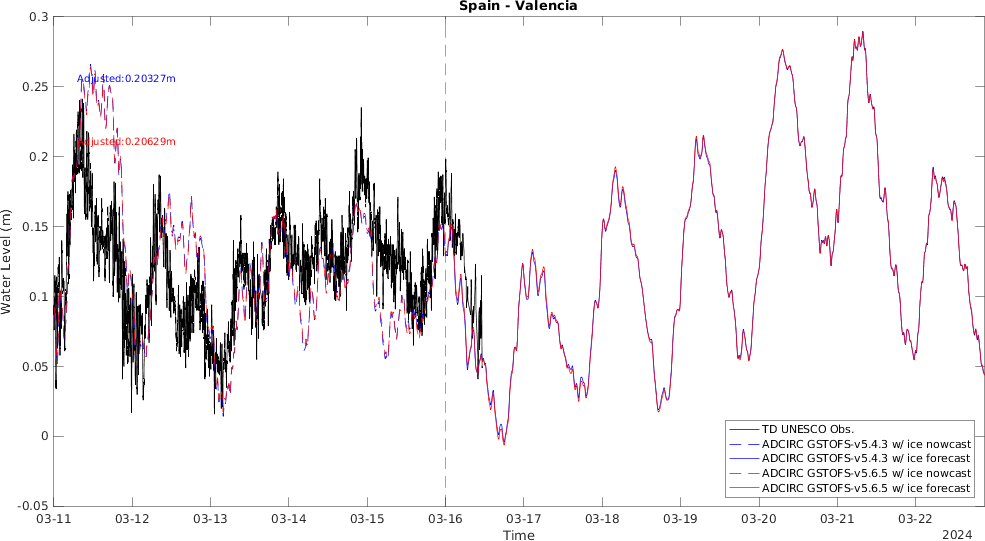 Spain - Valencia
0.3
0.25
0.2
0.15
0.1
0.05
0
-0.05
Water Level (m)
Adjusted:0.20327m
Adjusted:0.20629m
TD UNESCO Obs.
ADCIRC GSTOFS-v5.4.3 w/ ice nowcast
ADCIRC GSTOFS-v5.4.3 w/ ice forecast
ADCIRC GSTOFS-v5.6.5 w/ ice nowcast
ADCIRC GSTOFS-v5.6.5 w/ ice forecast
03-11 03-12 03-13 03-14 03-15 03-16 03-17 03-18 03-19 03-20 03-21 03-22
Time
2024